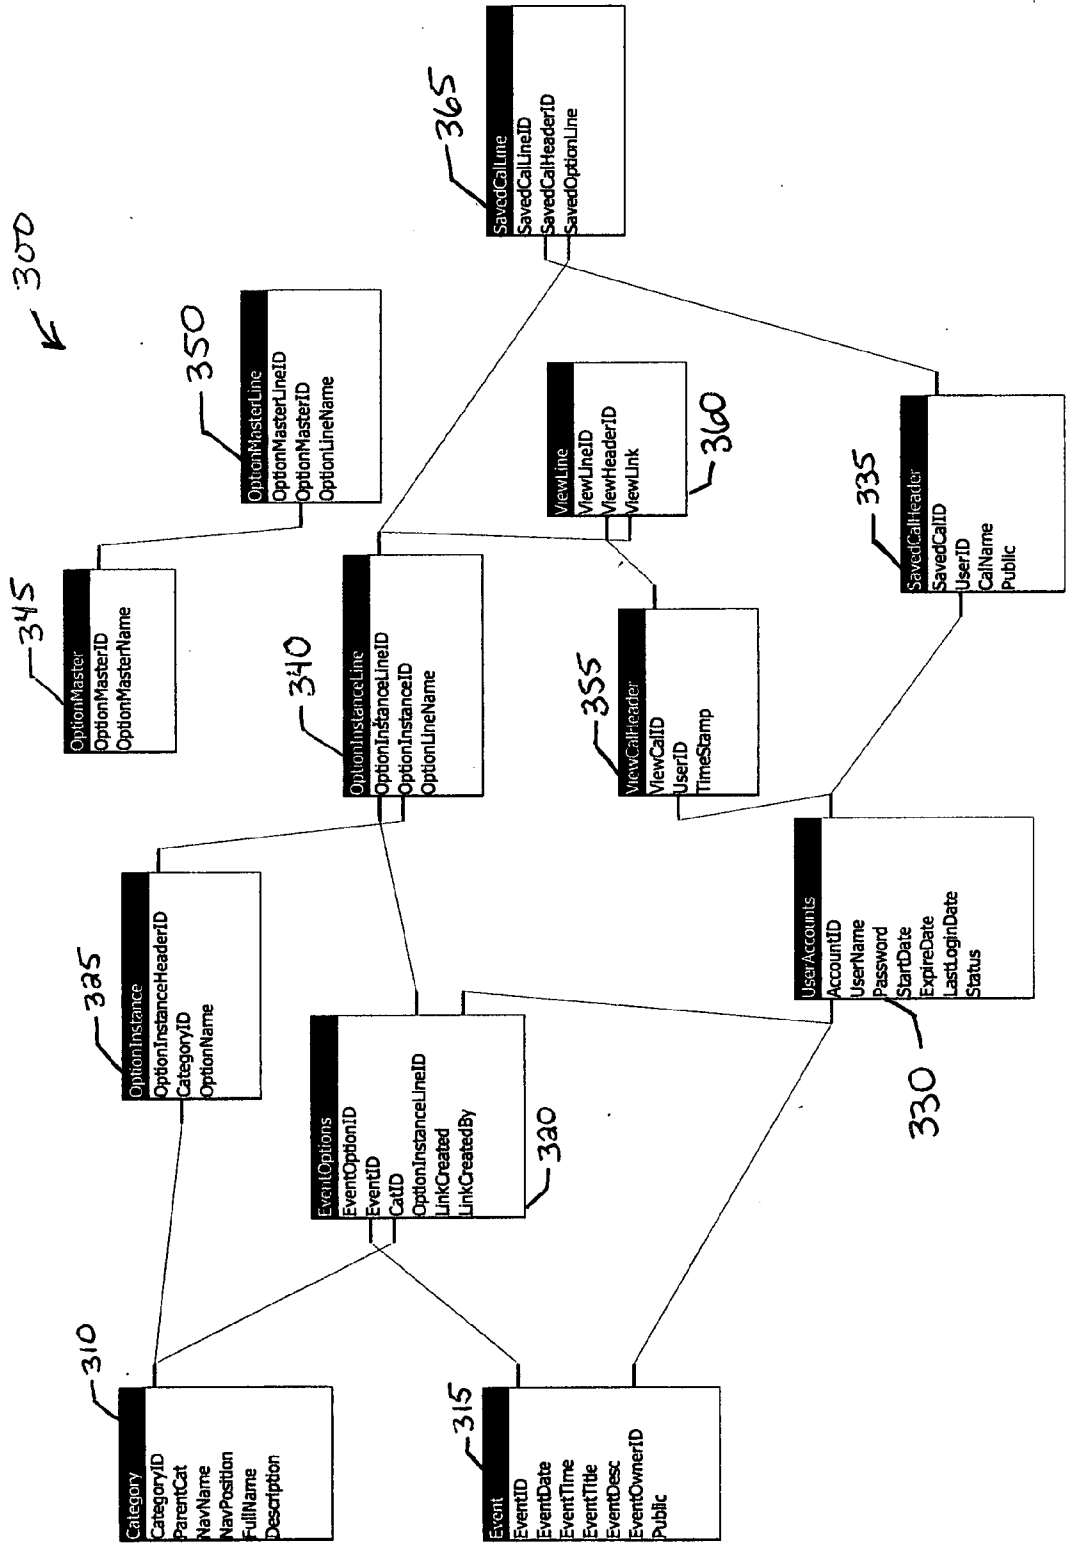 300
310
Category
CategoryID
ParentCat
NavName
NavPosition
FullName
Description
315
Event
EventID
EventDate
EventTime
EventTitle
EventDesc
EventOwnerID
Public
325
OptionInstance
OptionInstanceHeaderID
CategoryID
OptionName
EventOptions
EventOptionID
EventID
CatID
OptionInstanceLineID
LinkCreated
LinkCreatedBy
320
UserAccounts
AccountID
UserName
Password
StartDate
ExpireDate
LastLoginDate
Status
330
345
OptionMaster
OptionMasterID
OptionMasterName
340
OptionInstanceLine
OptionInstanceLineID
OptionInstanceID
OptionLineName
355
ViewCalHeader
ViewCalID
UserID
TimeStamp
350
OptionMasterLine
OptionMasterLineID
OptionMasterID
OptionLineName
ViewLine
ViewLineID
ViewHeaderID
ViewLink
360
335
SavedCalHeader
SavedCalID
UserID
CalName
Public
365
SavedCalLine
SavedCalLineID
SavedCalHeaderID
SavedOptionLine